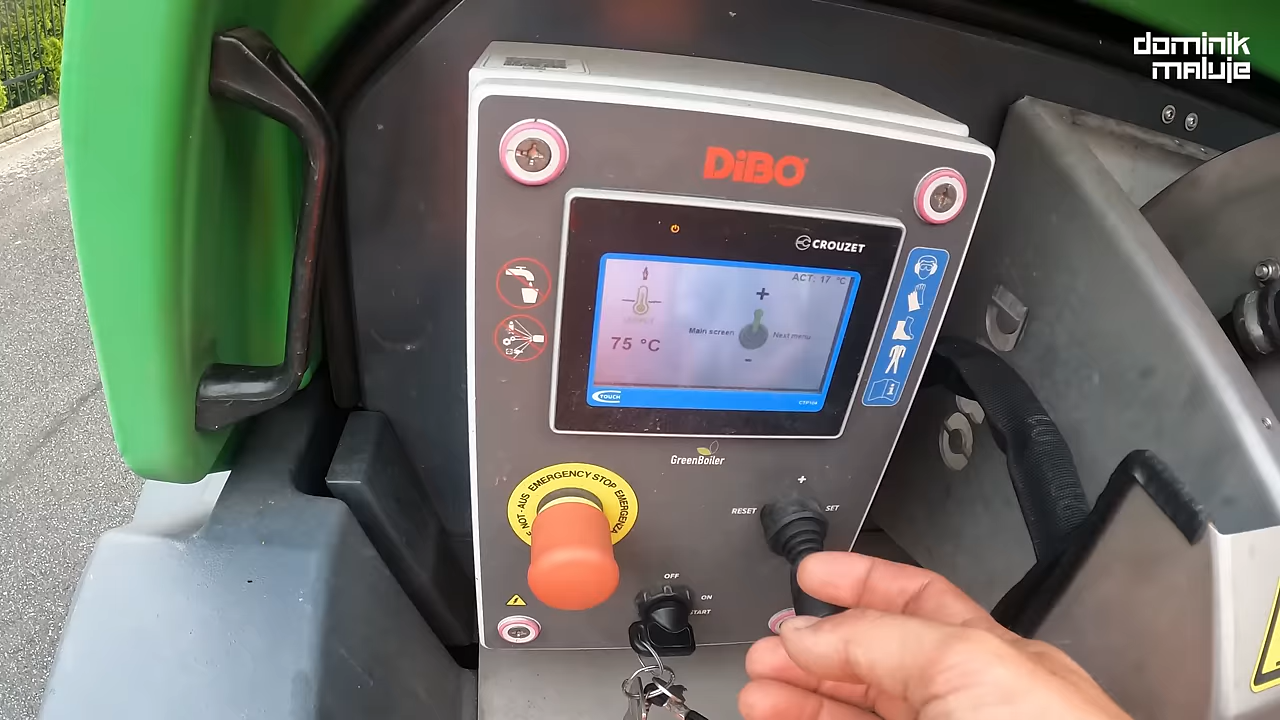 dominik
maluje
DiBO
CROUZET
ACT: 17 °C
+
Main screen
Next menu
75 °C
-
TOUCH
CTP104
GreenBoiler
EMERGENCY STOP
NOT-AUS
+
RESET
SET
OFF
ON
START